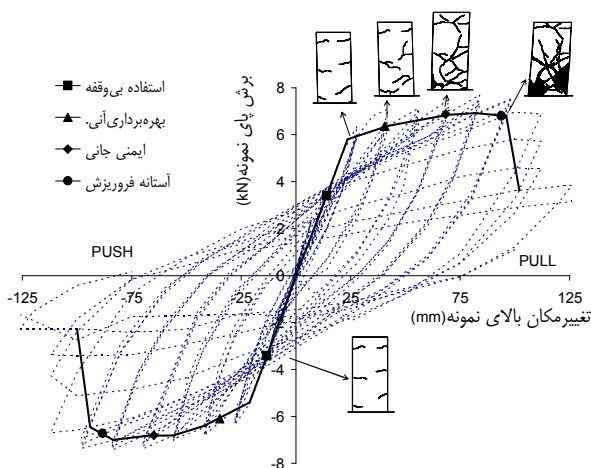 برش پای نمونه(kN)
8
6
4
2
0
-2
-4
-6
-8
استفاده بی‌وقفه
بهره‌برداری‌آنی.
ایمنی جانی
آستانه فروریزش
PUSH
PULL
-125
-75
-25
25
75
125
تغییرمکان بالای نمونه(mm)